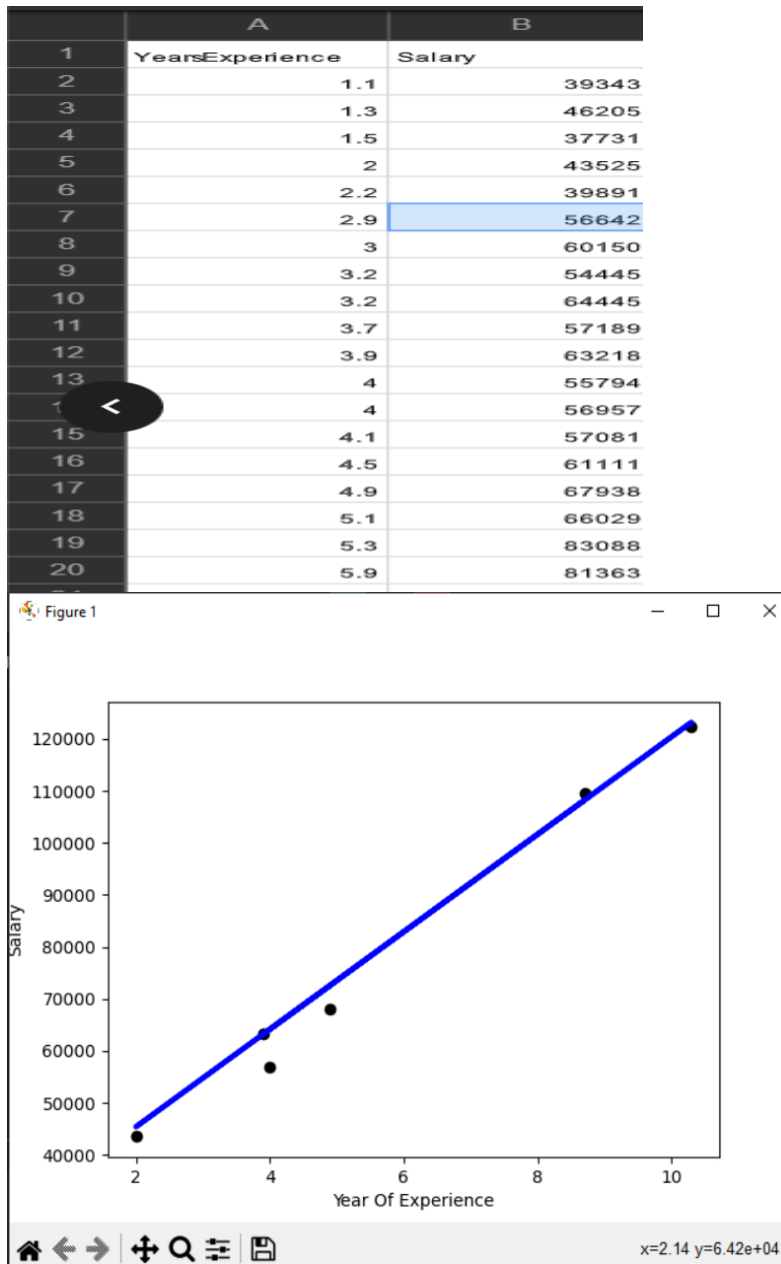 A B
1 YearsExperience Salary
2 1.1 39343
3 1.3 46205
4 1.5 37731
5 2 43525
6 2.2 39891
7 2.9 56642
8 3 60150
9 3.2 54445
10 3.2 64445
11 3.7 57189
12 3.9 63218
13 4 55794
1 < 4 56957
15 4.1 57081
16 4.5 61111
17 4.9 67938
18 5.1 66029
19 5.3 83088
20 5.9 81363
Figure 1
120000
110000
100000
90000
80000
70000
60000
50000
40000
Salary
2 4 6 8 10
Year Of Experience
x=2.14 y=6.42e+04